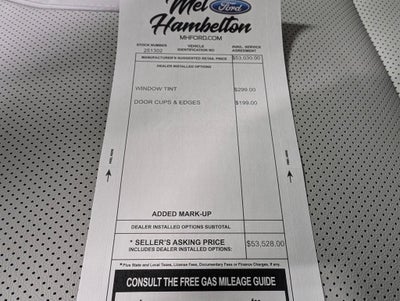 Mel
Ford
Hambelton
MHFORD.COM
STOCK NUMBER VEHICLE IDENTIFICATION NO
251302
MANUFACTURER'S SUGGESTED RETAIL PRICE $53,030.00
DEALER INSTALLED OPTIONS
WINDOW TINT $299.00
DOOR CUPS & EDGES $199.00
ADDED MARK-UP
DEALER INSTALLED OPTIONS SUBTOTAL
* SELLER'S ASKING PRICE $53,528.00
INCLUDES DEALER INSTALLED OPTIONS:
*Plus State and Local Taxes, License Fees, Documentary Fees or Finance Charges, if any.
CONSULT THE FREE GAS MILEAGE GUIDE